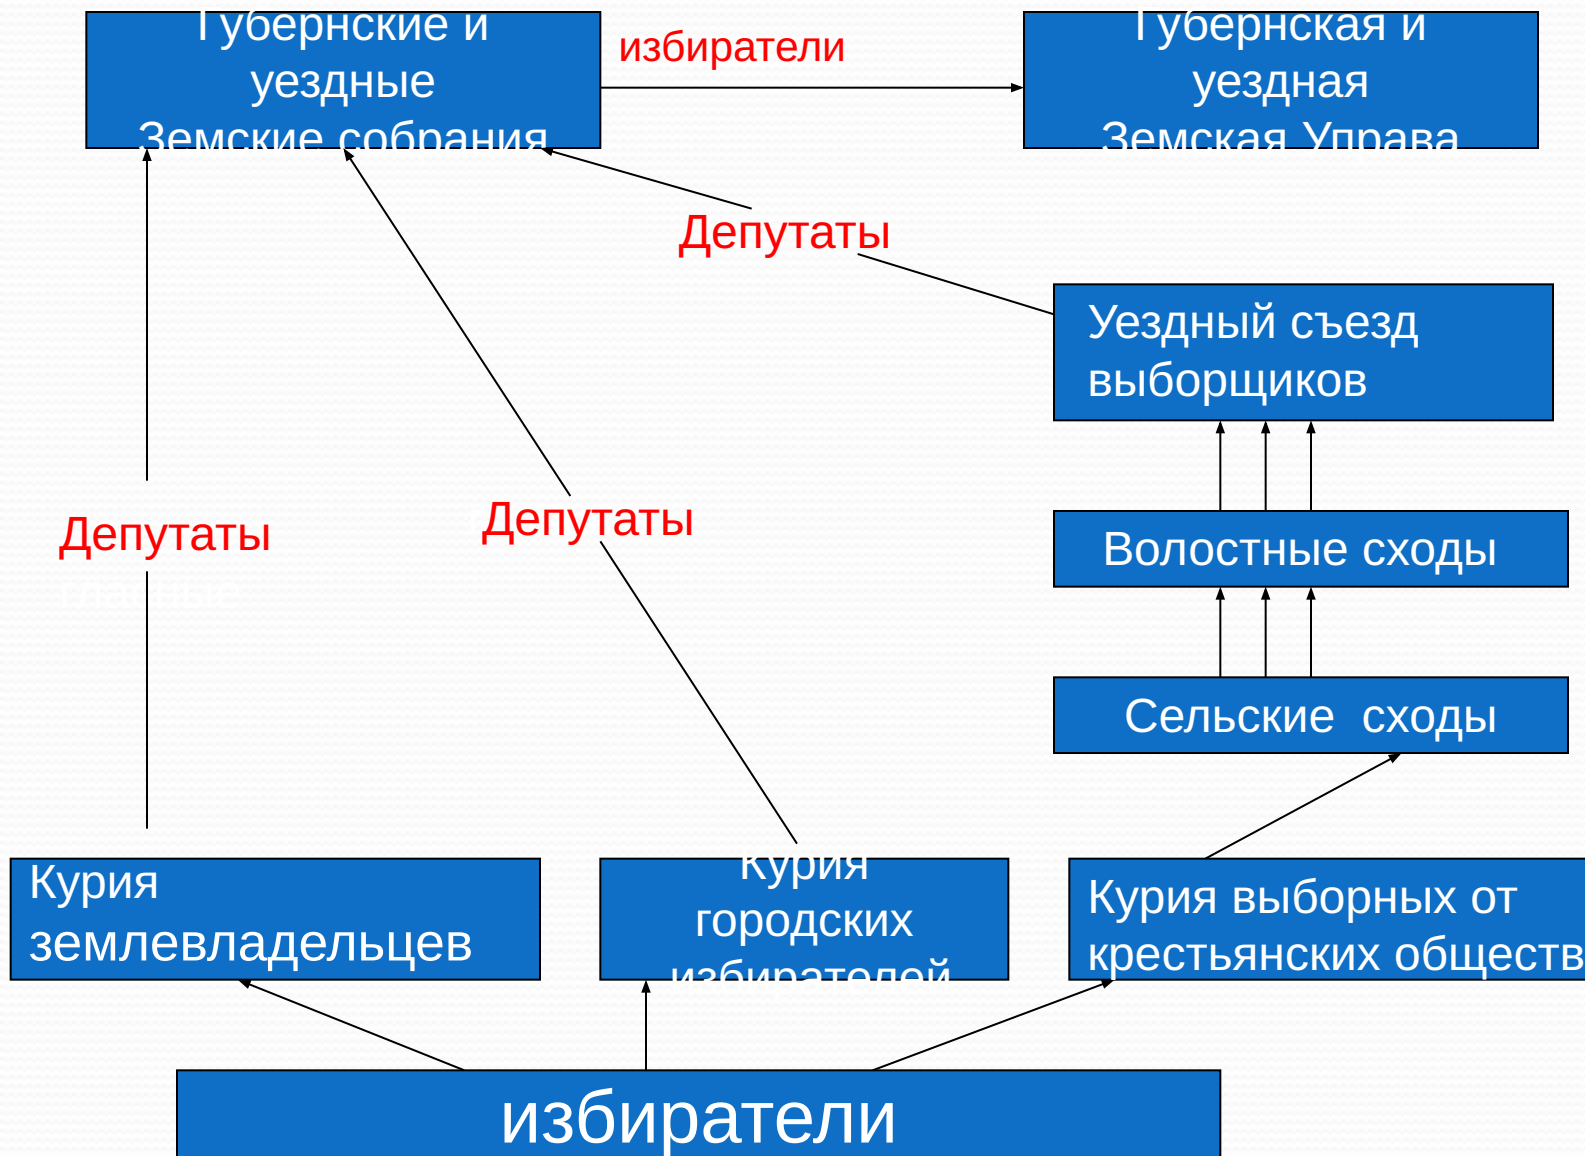 Губернские и
уездные
Земские собрания
избиратели
Губернская и
уездная
Земская Управа
Депутаты
Уездный съезд
выборщиков
Депутаты
Депутаты
Волостные сходы
Сельские сходы
Курия
землевладельцев
Курия
городских
избирателей
Курия выборных от
крестьянских обществ
избиратели